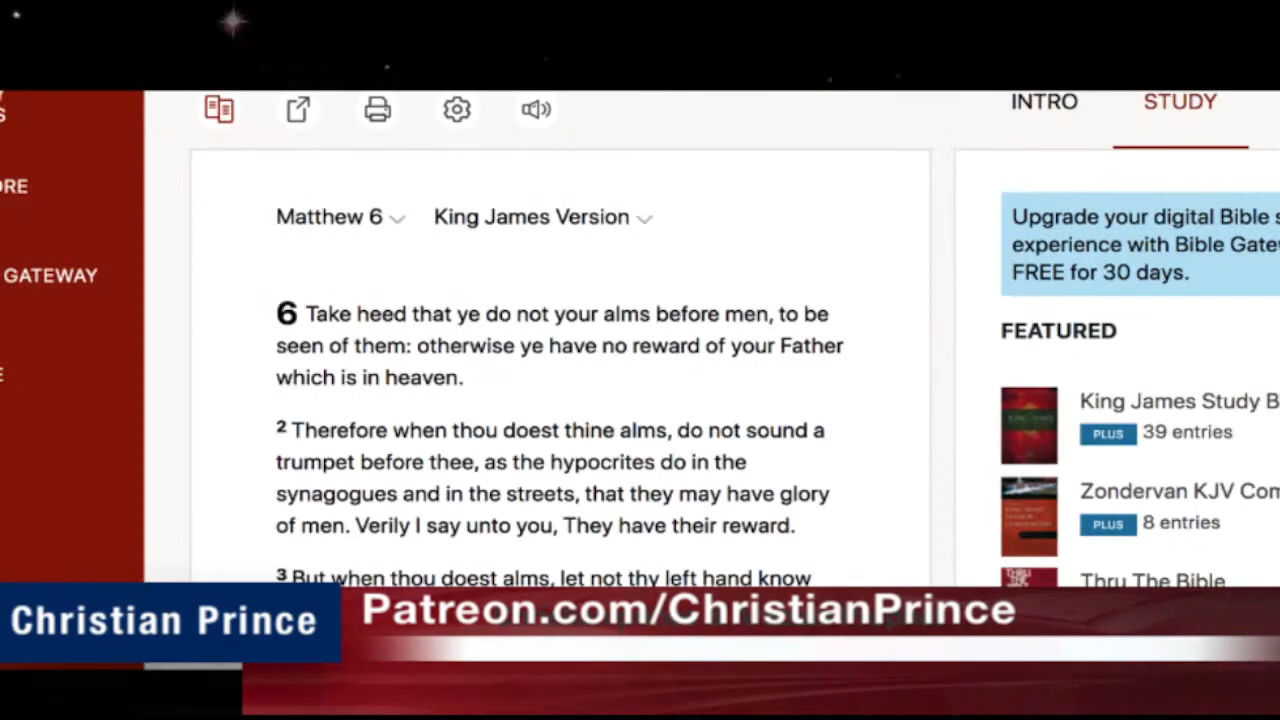 INTRO STUDY
ORE
GATEWAY
Matthew 6 King James Version
6 Take heed that ye do not your alms before men, to be
seen of them: otherwise ye have no reward of your Father
which is in heaven.
2 Therefore when thou doest thine alms, do not sound a
trumpet before thee, as the hypocrites do in the
synagogues and in the streets, that they may have glory
of men. Verily I say unto you, They have their reward.
3 But when thou doest alms, let not thy left hand know
Upgrade your digital Bible s
experience with Bible Gate
FREE for 30 days.
FEATURED
King James Study B
PLUS 39 entries
Zondervan KJV Com
PLUS 8 entries
THRU
THE
Thru The Bible
Christian Prince
Patreon.com/ChristianPrince